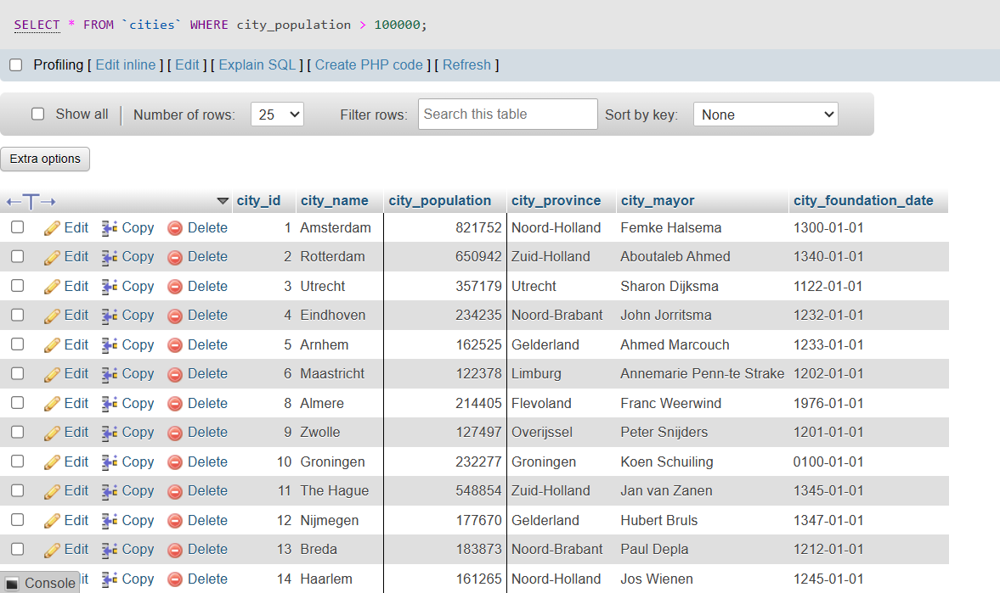 SELECT * FROM `cities` WHERE city_population > 100000;
Profiling [ Edit inline ] [ Edit ] [ Explain SQL ] [ Create PHP code ] [ Refresh ]
Show all Number of rows: 25 Filter rows: Search this table Sort by key: None
Extra options
city_id city_name city_population city_province city_mayor city_foundation_date
Edit Copy Delete 1 Amsterdam 821752 Noord-Holland Femke Halsema 1300-01-01
Edit Copy Delete 2 Rotterdam 650942 Zuid-Holland Aboutaleb Ahmed 1340-01-01
Edit Copy Delete 3 Utrecht 357179 Utrecht Sharon Dijksma 1122-01-01
Edit Copy Delete 4 Eindhoven 234235 Noord-Brabant John Jorritsma 1232-01-01
Edit Copy Delete 5 Arnhem 162525 Gelderland Ahmed Marcouch 1233-01-01
Edit Copy Delete 6 Maastricht 122378 Limburg Annemarie Penn-te Strake 1202-01-01
Edit Copy Delete 8 Almere 214405 Flevoland Franc Weerwind 1976-01-01
Edit Copy Delete 9 Zwolle 127497 Overijssel Peter Snijders 1201-01-01
Edit Copy Delete 10 Groningen 232277 Groningen Koen Schuiling 0100-01-01
Edit Copy Delete 11 The Hague 548854 Zuid-Holland Jan van Zanen 1345-01-01
Edit Copy Delete 12 Nijmegen 177670 Gelderland Hubert Bruls 1347-01-01
Edit Copy Delete 13 Breda 183873 Noord-Brabant Paul Depla 1212-01-01
Console it Copy Delete 14 Haarlem 161265 Noord-Holland Jos Wienen 1245-01-01